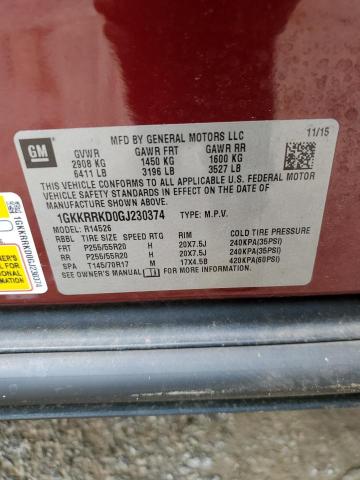 GM
MFD BY GENERAL MOTORS LLC
11/15
GVWR GAWR FRT GAWR RR
2908 KG 1450 KG 1600 KG
6411 LB 3196 LB 3527 LB
THIS VEHICLE CONFORMS TO ALL APPLICABLE U.S. FEDERAL MOTOR
VEHICLE SAFETY STANDARDS IN EFFECT ON THE DATE OF
MANUFACTURE SHOWN ABOVE.
1GKKRRKD0GJ230374 TYPE: M.P.V.
MODEL: R14526
RBBL TIRE SIZE SPEED RTG RIM COLD TIRE PRESSURE
FRT P255/55R20 H 20X7.5J 240KPA(35PSI)
RR P255/55R20 H 20X7.5J 240KPA(35PSI)
SPA T145/70R17 M 17X4.5B 420KPA(60PSI)
SEE OWNER'S MANUAL FOR ADDITIONAL INFORMATION.
1GKKRRKD0GJ230374